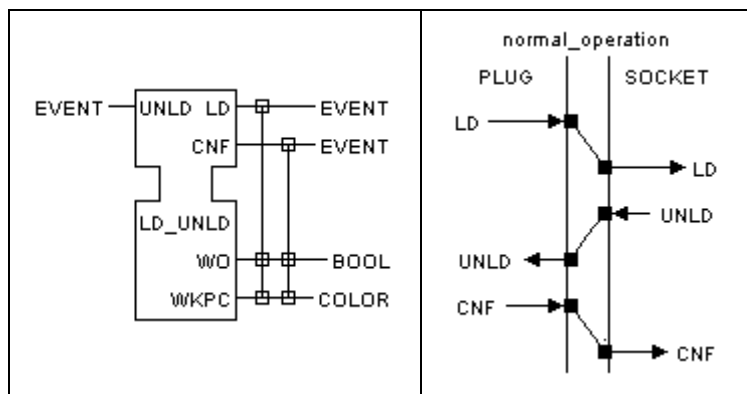 EVENT UNLD LD EVENT
CNF EVENT
LD_UNLD
WO BOOL
WKPC COLOR
normal_operation
PLUG SOCKET
LD
LD
UNLD
UNLD
CNF
CNF